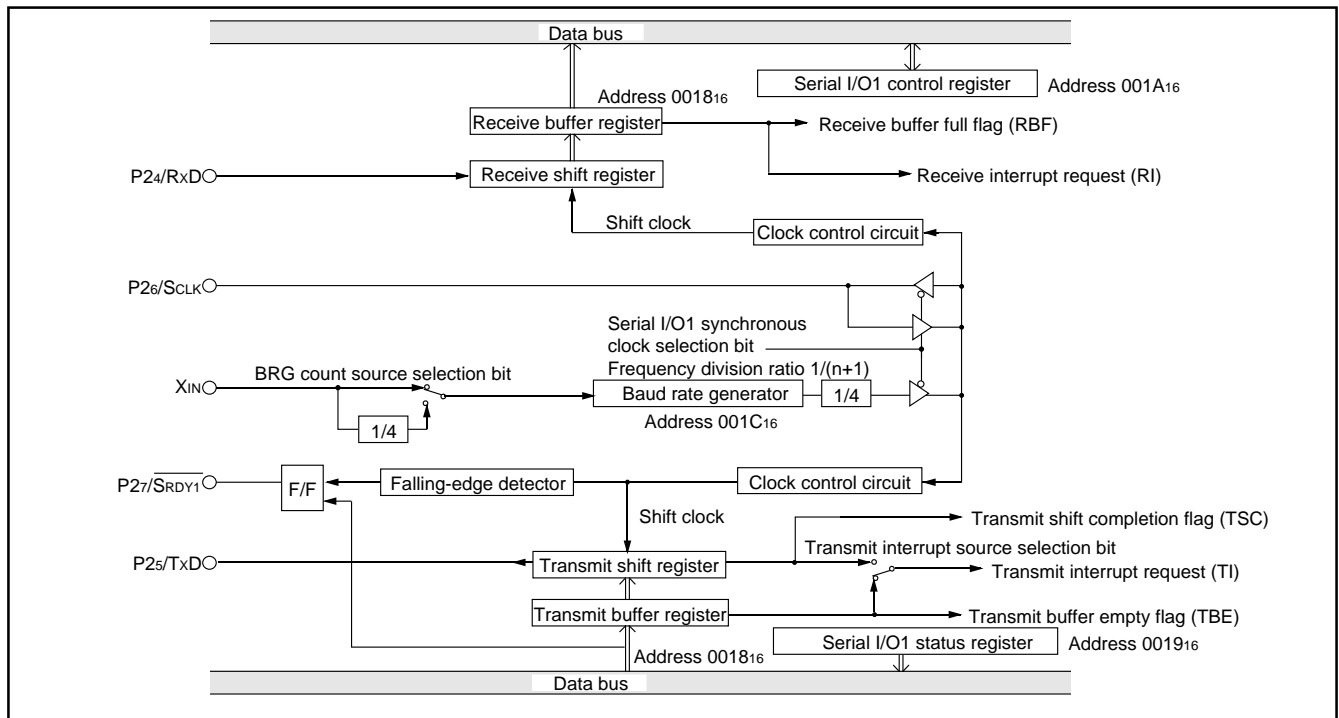 Data bus
Serial I/O1 control register
Address 001A16
Address 001816
Receive buffer register
Receive buffer full flag (RBF)
P24/RXD
Receive shift register
Receive interrupt request (RI)
Shift clock
Clock control circuit
P26/SCLK
Serial I/O1 synchronous
clock selection bit
Frequency division ratio 1/(n+1)
XIN
BRG count source selection bit
Baud rate generator
1/4
1/4
Address 001C16
P27/SRDY1
F/F
Falling-edge detector
Clock control circuit
Shift clock
Transmit shift completion flag (TSC)
P25/TXD
Transmit shift register
Transmit interrupt source selection bit
Transmit interrupt request (TI)
Transmit buffer register
Transmit buffer empty flag (TBE)
Address 001816
Serial I/O1 status register
Address 001916
Data bus